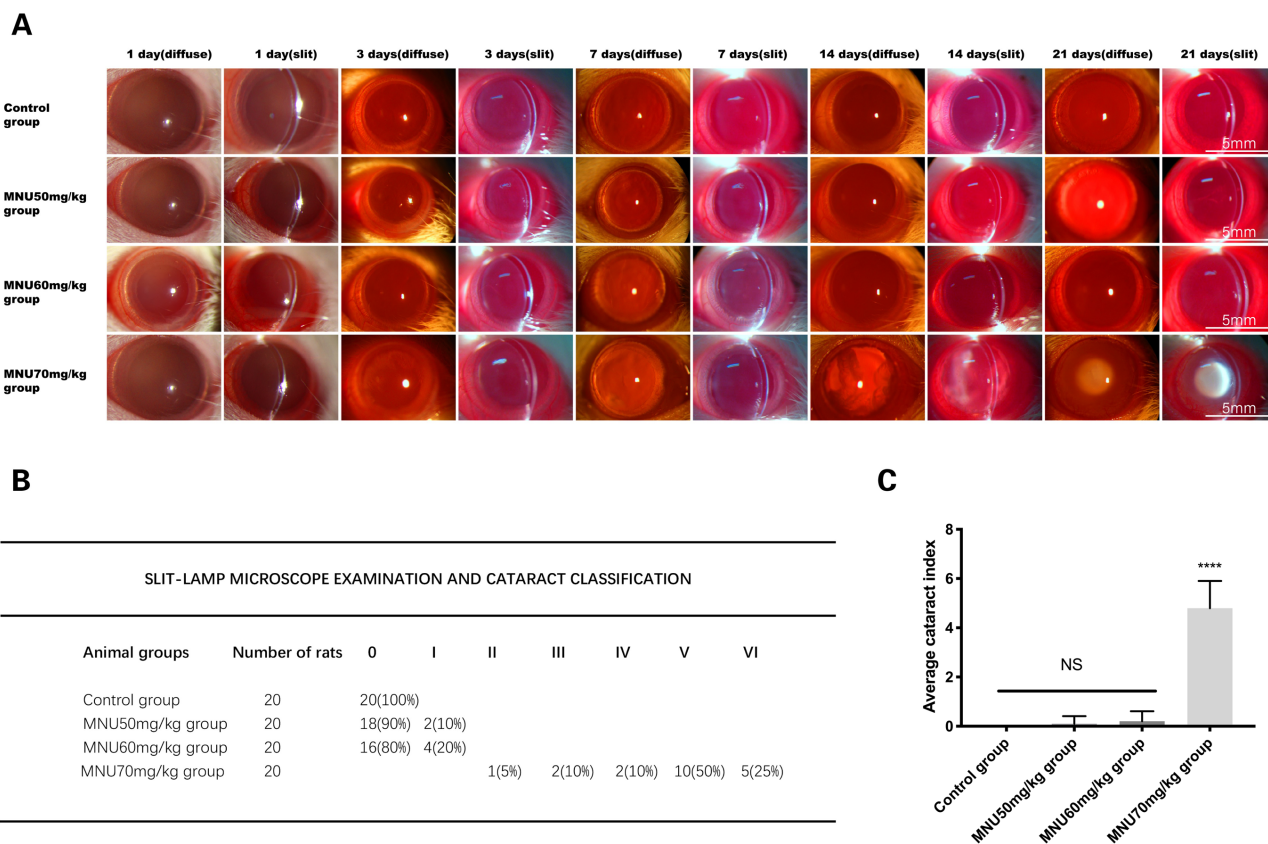 A
1 day(diffuse) 1 day(slit) 3 days(diffuse) 3 days(slit) 7 days(diffuse) 7 days(slit) 14 days(diffuse) 14 days(slit) 21 days(diffuse) 21 days(slit)
Control
group
5mm
MNU50mg/kg
group
5mm
MNU60mg/kg
group
5mm
MNU70mg/kg
group
5mm
B
SLIT-LAMP MICROSCOPE EXAMINATION AND CATARACT CLASSIFICATION
Animal groups Number of rats 0 I II III IV V VI
Control group 20 20(100%)
MNU50mg/kg group 20 18(90%) 2(10%)
MNU60mg/kg group 20 16(80%) 4(20%)
MNU70mg/kg group 20 1(5%) 2(10%) 2(10%) 10(50%) 5(25%)
C
Average cataract index
8
6
4
2
0
NS
****
Control group
MNU50mg/kg group
MNU60mg/kg group
MNU70mg/kg group